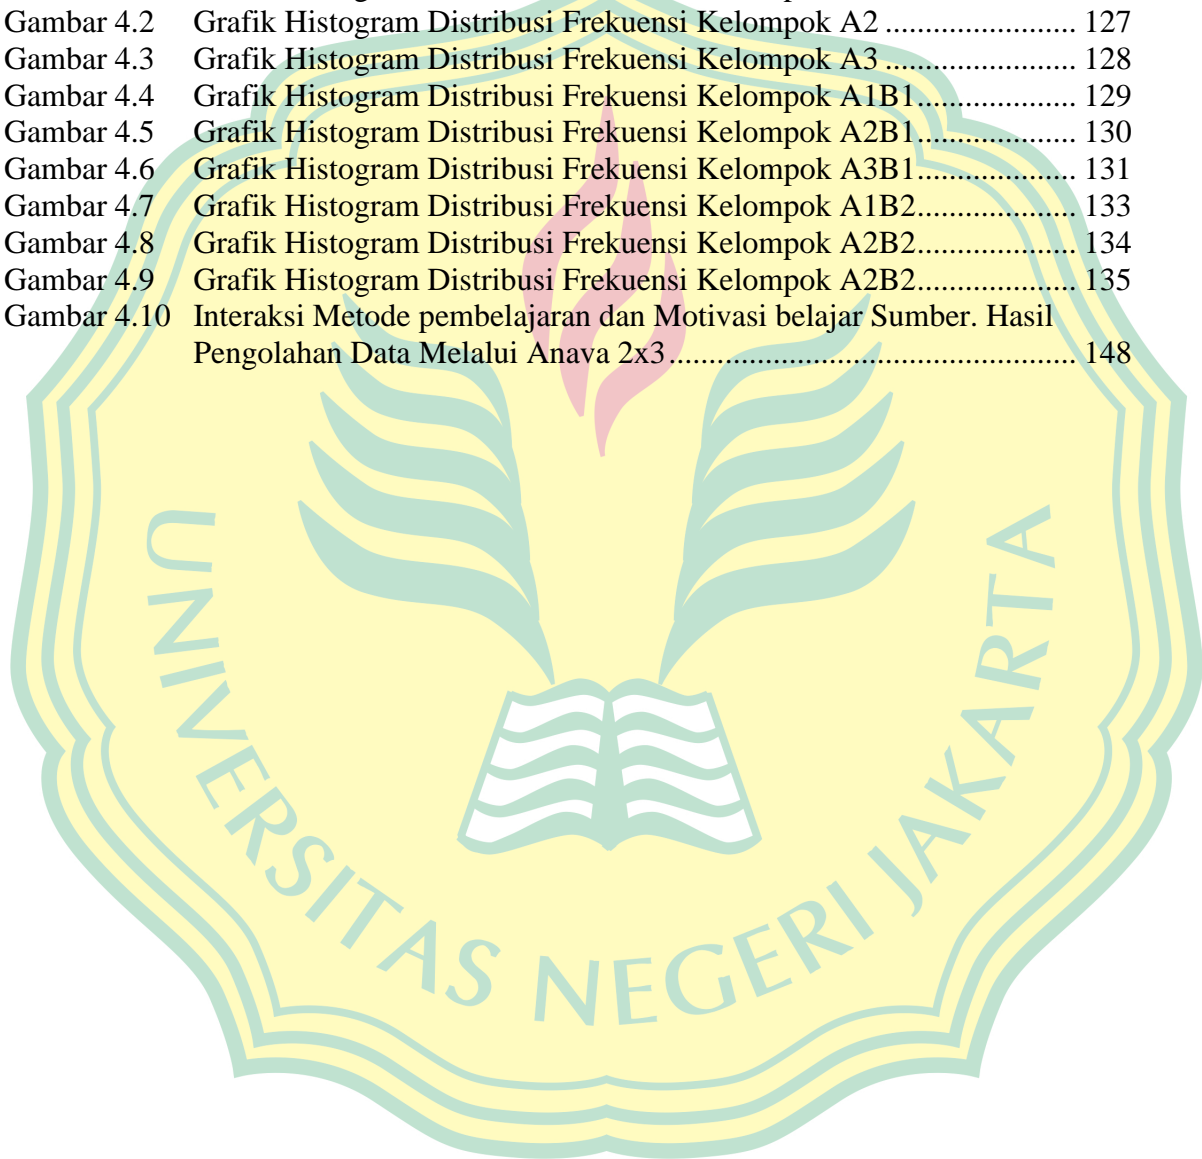 Gambar 4.2 Grafik Histogram Distribusi Frekuensi Kelompok A2 ........................ 127
Gambar 4.3 Grafik Histogram Distribusi Frekuensi Kelompok A3 ........................ 128
Gambar 4.4 Grafik Histogram Distribusi Frekuensi Kelompok A1B1.................... 129
Gambar 4.5 Grafik Histogram Distribusi Frekuensi Kelompok A2B1.................... 130
Gambar 4.6 Grafik Histogram Distribusi Frekuensi Kelompok A3B1.................... 131
Gambar 4.7 Grafik Histogram Distribusi Frekuensi Kelompok A1B2.................... 133
Gambar 4.8 Grafik Histogram Distribusi Frekuensi Kelompok A2B2.................... 134
Gambar 4.9 Grafik Histogram Distribusi Frekuensi Kelompok A2B2.................... 135
Gambar 4.10 Interaksi Metode pembelajaran dan Motivasi belajar Sumber. Hasil
Pengolahan Data Melalui Anava 2x3................................................... 148
UNIVERSITAS NEGERI JAKARTA